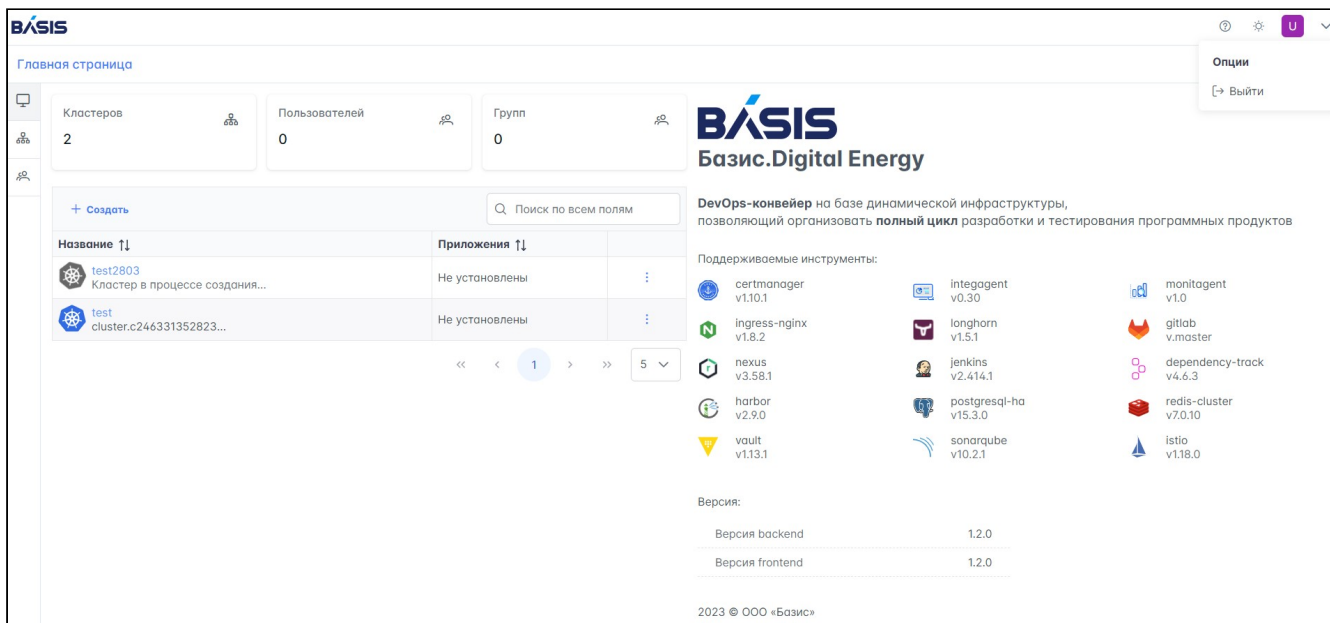 BÁSIS
U
Главная страница
Опции
Выйти
Кластеров
2
Пользователей
0
Групп
0
+ Создать
Поиск по всем полям
Название ↑↓
Приложения ↑↓
test2803
Кластер в процессе создания...
Не установлены
test
cluster.c246331352823...
Не установлены
<< < 1 > >> 5
BÁSIS
Базис.Digital Energy
DevOps-конвейер на базе динамической инфраструктуры,
позволяющий организовать полный цикл разработки и тестирования программных продуктов
Поддерживаемые инструменты:
certmanager
v1.10.1
integagent
v0.30
monitagent
v1.0
ingress-nginx
v1.8.2
longhorn
v1.5.1
gitlab
v.master
nexus
v3.58.1
jenkins
v2.414.1
dependency-track
v4.6.3
harbor
v2.9.0
postgresql-ha
v15.3.0
redis-cluster
v7.0.10
vault
v1.13.1
sonarqube
v10.2.1
istio
v1.18.0
Версия:
Версия backend 1.2.0
Версия frontend 1.2.0
2023 © ООО «Базис»